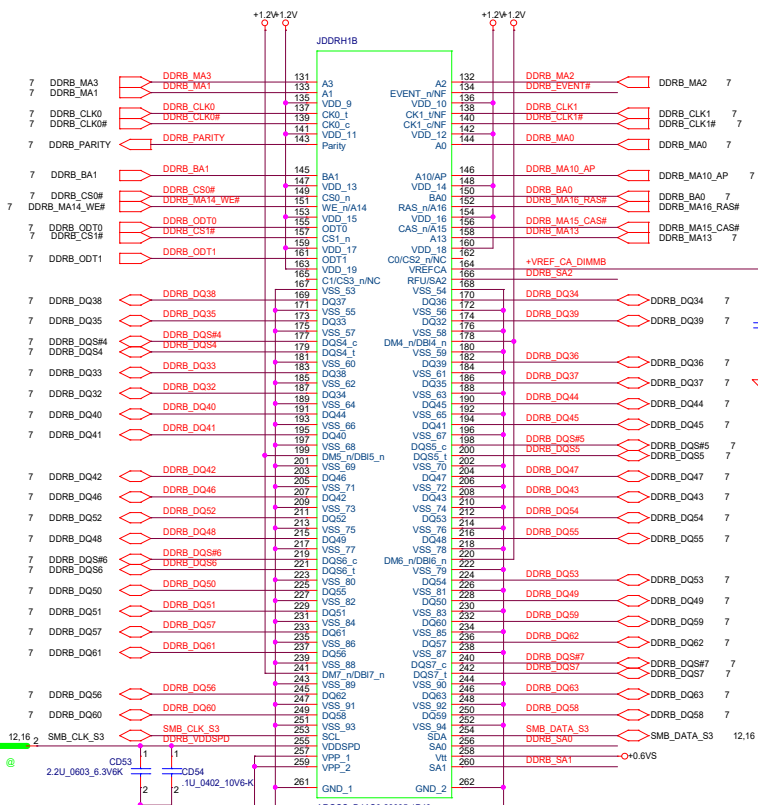 +1.2V +1.2V +1.2V +1.2V
JDDRH1B
7 DDRB_MA3 DDRB_MA3 131 A3 A2 132 DDRB_MA2 DDRB_MA2 7
7 DDRB_MA1 DDRB_MA1 133 A1 EVENT_n/NF 134 DDRB_EVENT#
135 VDD_9 VDD_10 136
7 DDRB_CLK0 DDRB_CLK0 137 CK0_t CK1_t/NF 138 DDRB_CLK1 DDRB_CLK1 7
7 DDRB_CLK0# DDRB_CLK0# 139 CK0_c CK1_c/NF 140 DDRB_CLK1# DDRB_CLK1# 7
141 VDD_11 VDD_12 142
7 DDRB_PARITY DDRB_PARITY 143 Parity A0 144 DDRB_MA0 DDRB_MA0 7
7 DDRB_BA1 DDRB_BA1 145 BA1 A10/AP 146 DDRB_MA10_AP DDRB_MA10_AP 7
147 VDD_13 VDD_14 148
7 DDRB_CS0# DDRB_CS0# 149 CS0_n BA0 150 DDRB_BA0 DDRB_BA0 7
7 DDRB_MA14_WE# DDRB_MA14_WE# 151 WE_n/A14 RAS_n/A16 152 DDRB_MA16_RAS# DDRB_MA16_RAS# 7
153 VDD_15 VDD_16 154
7 DDRB_ODT0 DDRB_ODT0 155 ODT0 CAS_n/A15 156 DDRB_MA15_CAS# DDRB_MA15_CAS# 7
7 DDRB_CS1# DDRB_CS1# 157 CS1_n A13 158 DDRB_MA13 DDRB_MA13 7
159 VDD_17 VDD_18 160
7 DDRB_ODT1 DDRB_ODT1 161 ODT1 C0/CS2_n/NC 162
163 VDD_19 VREFCA 164 +VREF_CA_DIMMB
165 C1/CS3_n/NC RFU/SA2 166 DDRB_SA2
167 VSS_53 VSS_54 168
7 DDRB_DQ38 DDRB_DQ38 169 DQ37 DQ36 170 DDRB_DQ34 DDRB_DQ34 7
171 VSS_55 VSS_56 172
7 DDRB_DQ35 DDRB_DQ35 173 DQ33 DQ32 174 DDRB_DQ39 DDRB_DQ39 7
175 VSS_57 VSS_58 176
7 DDRB_DQS#4 DDRB_DQS#4 177 DQS4_c DM4_n/DBI4_n 178
7 DDRB_DQS4 DDRB_DQS4 179 DQS4_t VSS_59 180
181 VSS_60 DQ39 182 DDRB_DQ36 DDRB_DQ36 7
7 DDRB_DQ33 DDRB_DQ33 183 DQ38 VSS_61 184
185 VSS_62 DQ35 186 DDRB_DQ37 DDRB_DQ37 7
7 DDRB_DQ32 DDRB_DQ32 187 DQ34 VSS_63 188
189 VSS_64 DQ45 190 DDRB_DQ44 DDRB_DQ44 7
7 DDRB_DQ40 DDRB_DQ40 191 DQ44 VSS_65 192
193 VSS_66 DQ41 194 DDRB_DQ45 DDRB_DQ45 7
7 DDRB_DQ41 DDRB_DQ41 195 DQ40 VSS_67 196
197 VSS_68 DQS5_c 198 DDRB_DQS#5 DDRB_DQS#5 7
199 DM5_n/DBI5_n DQS5_t 200 DDRB_DQS5 DDRB_DQS5 7
201 VSS_69 VSS_70 202
7 DDRB_DQ42 DDRB_DQ42 203 DQ46 DQ47 204 DDRB_DQ47 DDRB_DQ47 7
205 VSS_71 VSS_72 206
7 DDRB_DQ46 DDRB_DQ46 207 DQ42 DQ43 208 DDRB_DQ43 DDRB_DQ43 7
209 VSS_73 VSS_74 210
7 DDRB_DQ52 DDRB_DQ52 211 DQ52 DQ53 212 DDRB_DQ54 DDRB_DQ54 7
213 VSS_75 VSS_76 214
7 DDRB_DQ48 DDRB_DQ48 215 DQ49 DQ48 216 DDRB_DQ55 DDRB_DQ55 7
217 VSS_77 VSS_78 218
7 DDRB_DQS#6 DDRB_DQS#6 219 DQS6_c DM6_n/DBI6_n 220
7 DDRB_DQS6 DDRB_DQS6 221 DQS6_t VSS_79 222
223 VSS_80 DQ54 224 DDRB_DQ53 DDRB_DQ53 7
7 DDRB_DQ50 DDRB_DQ50 225 DQ55 VSS_81 226
227 VSS_82 DQ50 228 DDRB_DQ49 DDRB_DQ49 7
7 DDRB_DQ51 DDRB_DQ51 229 DQ51 VSS_83 230
231 VSS_84 DQ60 232 DDRB_DQ59 DDRB_DQ59 7
7 DDRB_DQ57 DDRB_DQ57 233 DQ61 VSS_85 234
235 VSS_86 DQ57 236 DDRB_DQ62 DDRB_DQ62 7
7 DDRB_DQ61 DDRB_DQ61 237 DQ56 VSS_87 238
239 VSS_88 DQS7_c 240 DDRB_DQS#7 DDRB_DQS#7 7
241 DM7_n/DBI7_n DQS7_t 242 DDRB_DQS7 DDRB_DQS7 7
243 VSS_89 VSS_90 244
7 DDRB_DQ56 DDRB_DQ56 245 DQ62 DQ63 246 DDRB_DQ63 DDRB_DQ63 7
247 VSS_91 VSS_92 248
7 DDRB_DQ60 DDRB_DQ60 249 DQ58 DQ59 250 DDRB_DQ58 DDRB_DQ58 7
251 VSS_93 VSS_94 252
12,16 SMB_CLK_S3 SMB_CLK_S3 253 SCL SDA 254 SMB_DATA_S3 SMB_DATA_S3 12,16
2 DDRB_VDDSPD 255 VDDSPD SA0 256 DDRB_SA0
257 VPP_1 Vtt 258 +0.6VS
259 VPP_2 SA1 260 DDRB_SA1
@ 1 1
CD53 CD54
2.2U_0603_6.3V6K .1U_0402_10V6-K
2 2
261 GND_1 GND_2 262